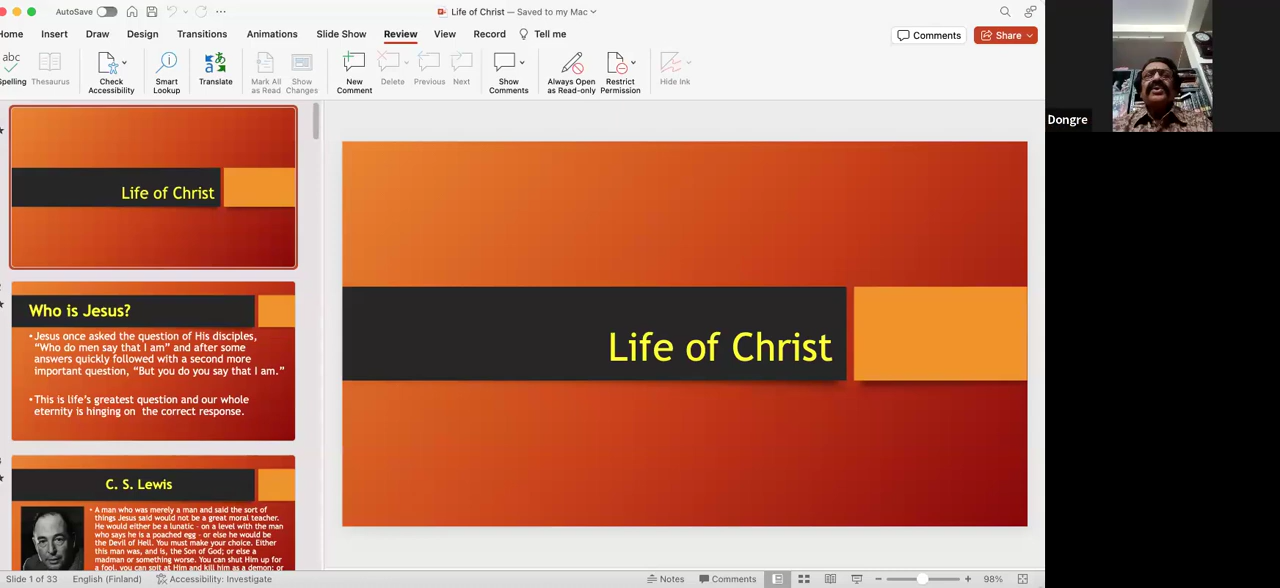 AutoSave
Life of Christ — Saved to my Mac
Home Insert Draw Design Transitions Animations Slide Show Review View Record Tell me
Comments Share
abc
Spelling Thesaurus
Check
Accessibility
Smart
Lookup
Translate
Mark All
as Read
Show
Changes
New
Comment
Delete Previous Next
Show
Comments
Always Open
as Read-only
Restrict
Permission
Hide Ink
Life of Christ
2
Who is Jesus?
•Jesus once asked the question of His disciples,
“Who do men say that I am” and after some
answers quickly followed with a second more
important question, “But you do you say that I am.”
•This is life’s greatest question and our whole
eternity is hinging on the correct response.
3
C. S. Lewis
• A man who was merely a man and said the sort of
things Jesus said would not be a great moral teacher.
He would either be a lunatic - on a level with the man
who says he is a poached egg - or else he would be
the Devil of Hell. You must make your choice. Either
this man was, and is, the Son of God; or else a
madman or something worse. You can shut Him up for
a fool, you can spit at Him and kill him as a demon; or
Life of Christ
Dongre
Slide 1 of 33 English (Finland) Accessibility: Investigate
Notes Comments 98%